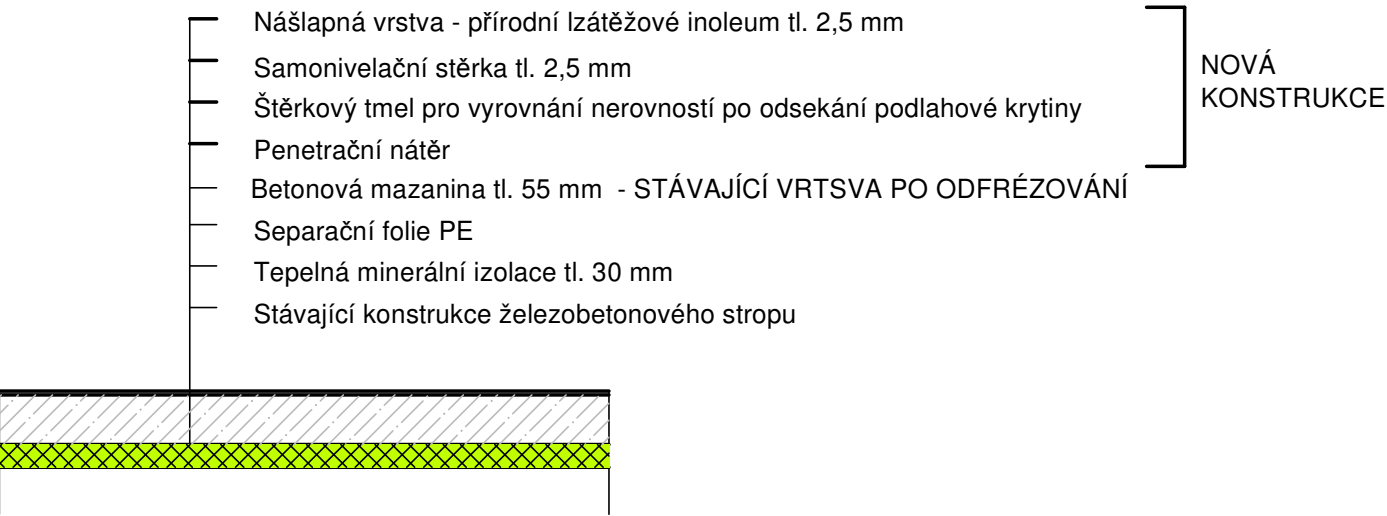 Nášlapná vrstva - přírodní lzátěžové inoleum tl. 2,5 mm
Samonivelační stěrka tl. 2,5 mm
Štěrkový tmel pro vyrovnání nerovností po odsekání podlahové krytiny
Penetrační nátěr
Betonová mazanina tl. 55 mm - STÁVAJÍCÍ VRTSVA PO ODFRÉZOVÁNÍ
Separační folie PE
Tepelná minerální izolace tl. 30 mm
Stávající konstrukce železobetonového stropu
NOVÁ
KONSTRUKCE